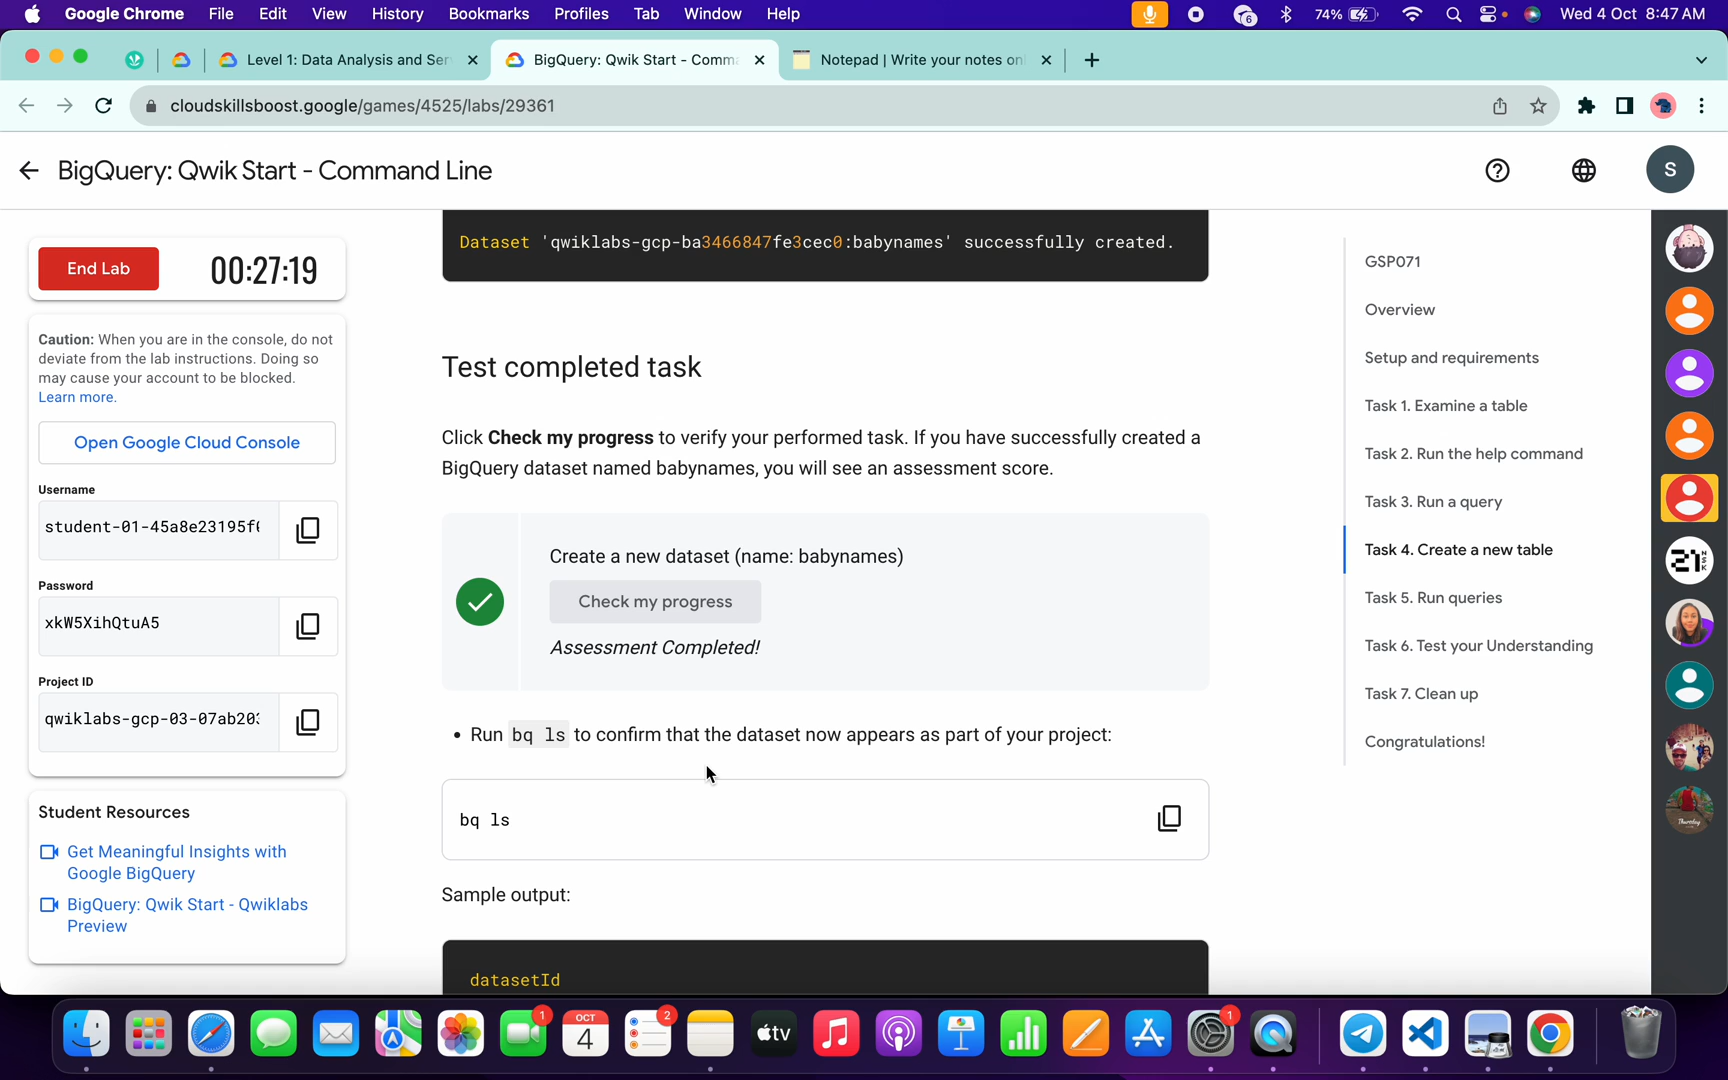 Google Chrome File Edit View History Bookmarks Profiles Tab Window Help
6 74% Wed 4 Oct 8:47 AM
Level 1: Data Analysis and Ser
BigQuery: Qwik Start - Comm
Notepad | Write your notes onl
cloudskillsboost.google/games/4525/labs/29361
BigQuery: Qwik Start - Command Line
S
End Lab
00:27:19
Caution: When you are in the console, do not
deviate from the lab instructions. Doing so
may cause your account to be blocked.
Learn more.
Open Google Cloud Console
Username
student-01-45a8e23195f
Password
xkW5XihQtuA5
Project ID
qwiklabs-gcp-03-07ab20
Student Resources
Get Meaningful Insights with
Google BigQuery
BigQuery: Qwik Start - Qwiklabs
Preview
Dataset 'qwiklabs-gcp-ba3466847fe3cec0:babynames' successfully created.
Test completed task
Click Check my progress to verify your performed task. If you have successfully created a
BigQuery dataset named babynames, you will see an assessment score.
Create a new dataset (name: babynames)
Check my progress
Assessment Completed!
• Run bq ls to confirm that the dataset now appears as part of your project:
bq ls
Sample output:
datasetId
GSP071
Overview
Setup and requirements
Task 1. Examine a table
Task 2. Run the help command
Task 3. Run a query
Task 4. Create a new table
Task 5. Run queries
Task 6. Test your Understanding
Task 7. Clean up
Congratulations!
Thursday
1
OCT
4
2
tv
1
1